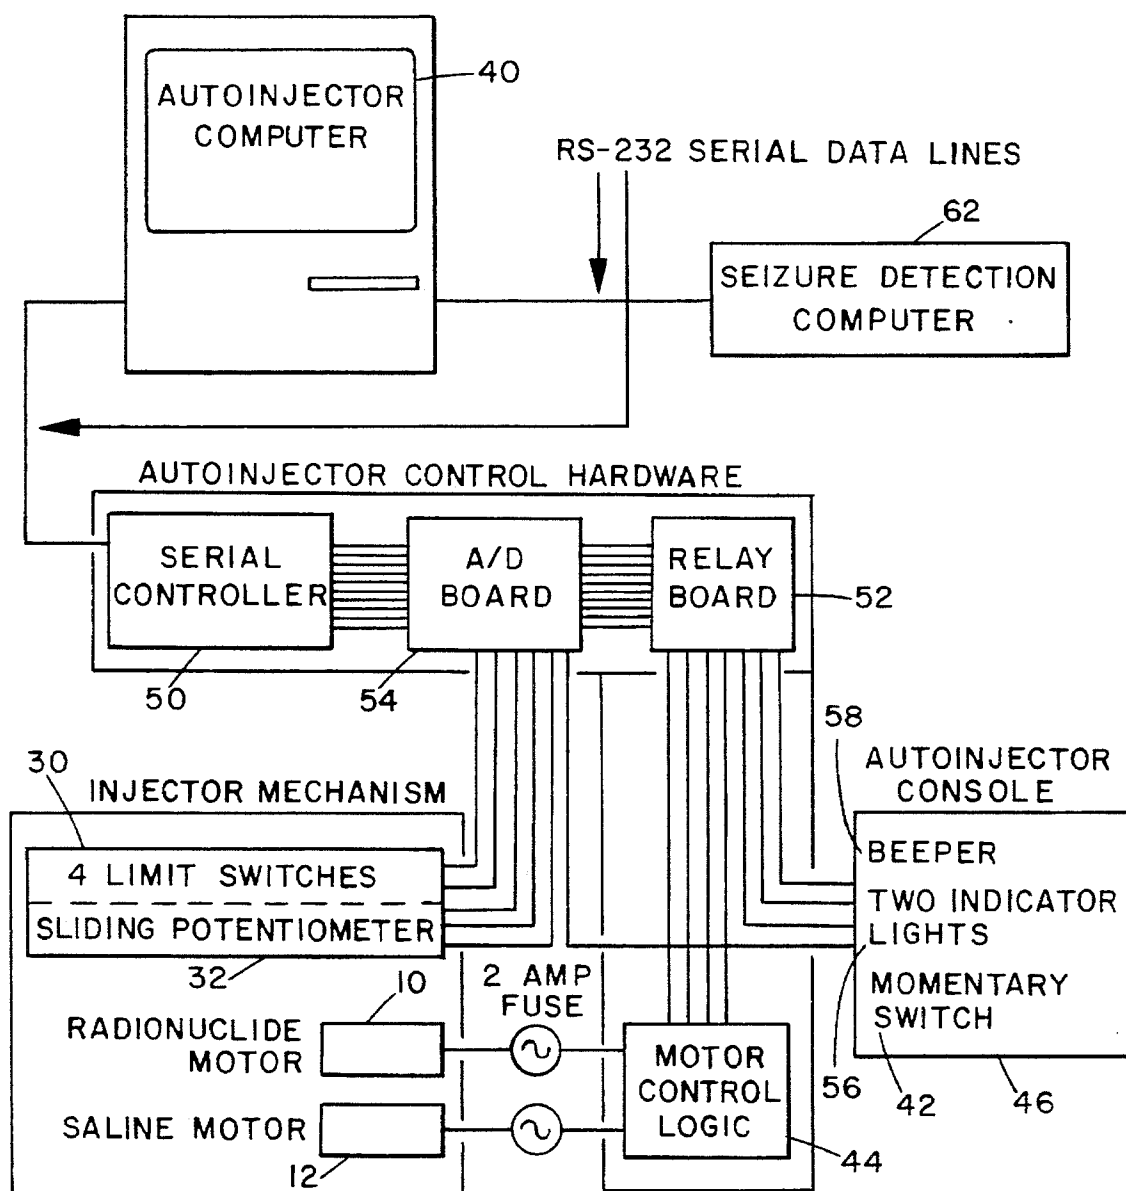 AUTOINJECTOR
COMPUTER
40
RS-232 SERIAL DATA LINES
62
SEIZURE DETECTION
COMPUTER
AUTOINJECTOR CONTROL HARDWARE
SERIAL
CONTROLLER
A/D
BOARD
RELAY
BOARD
52
50
54
58
30
INJECTOR MECHANISM
AUTOINJECTOR
CONSOLE
4 LIMIT SWITCHES
SLIDING POTENTIOMETER
32
BEEPER
TWO INDICATOR
LIGHTS
MOMENTARY
SWITCH
10
2 AMP
FUSE
RADIONUCLIDE
MOTOR
MOTOR
CONTROL
LOGIC
56
42
46
SALINE MOTOR
12
44